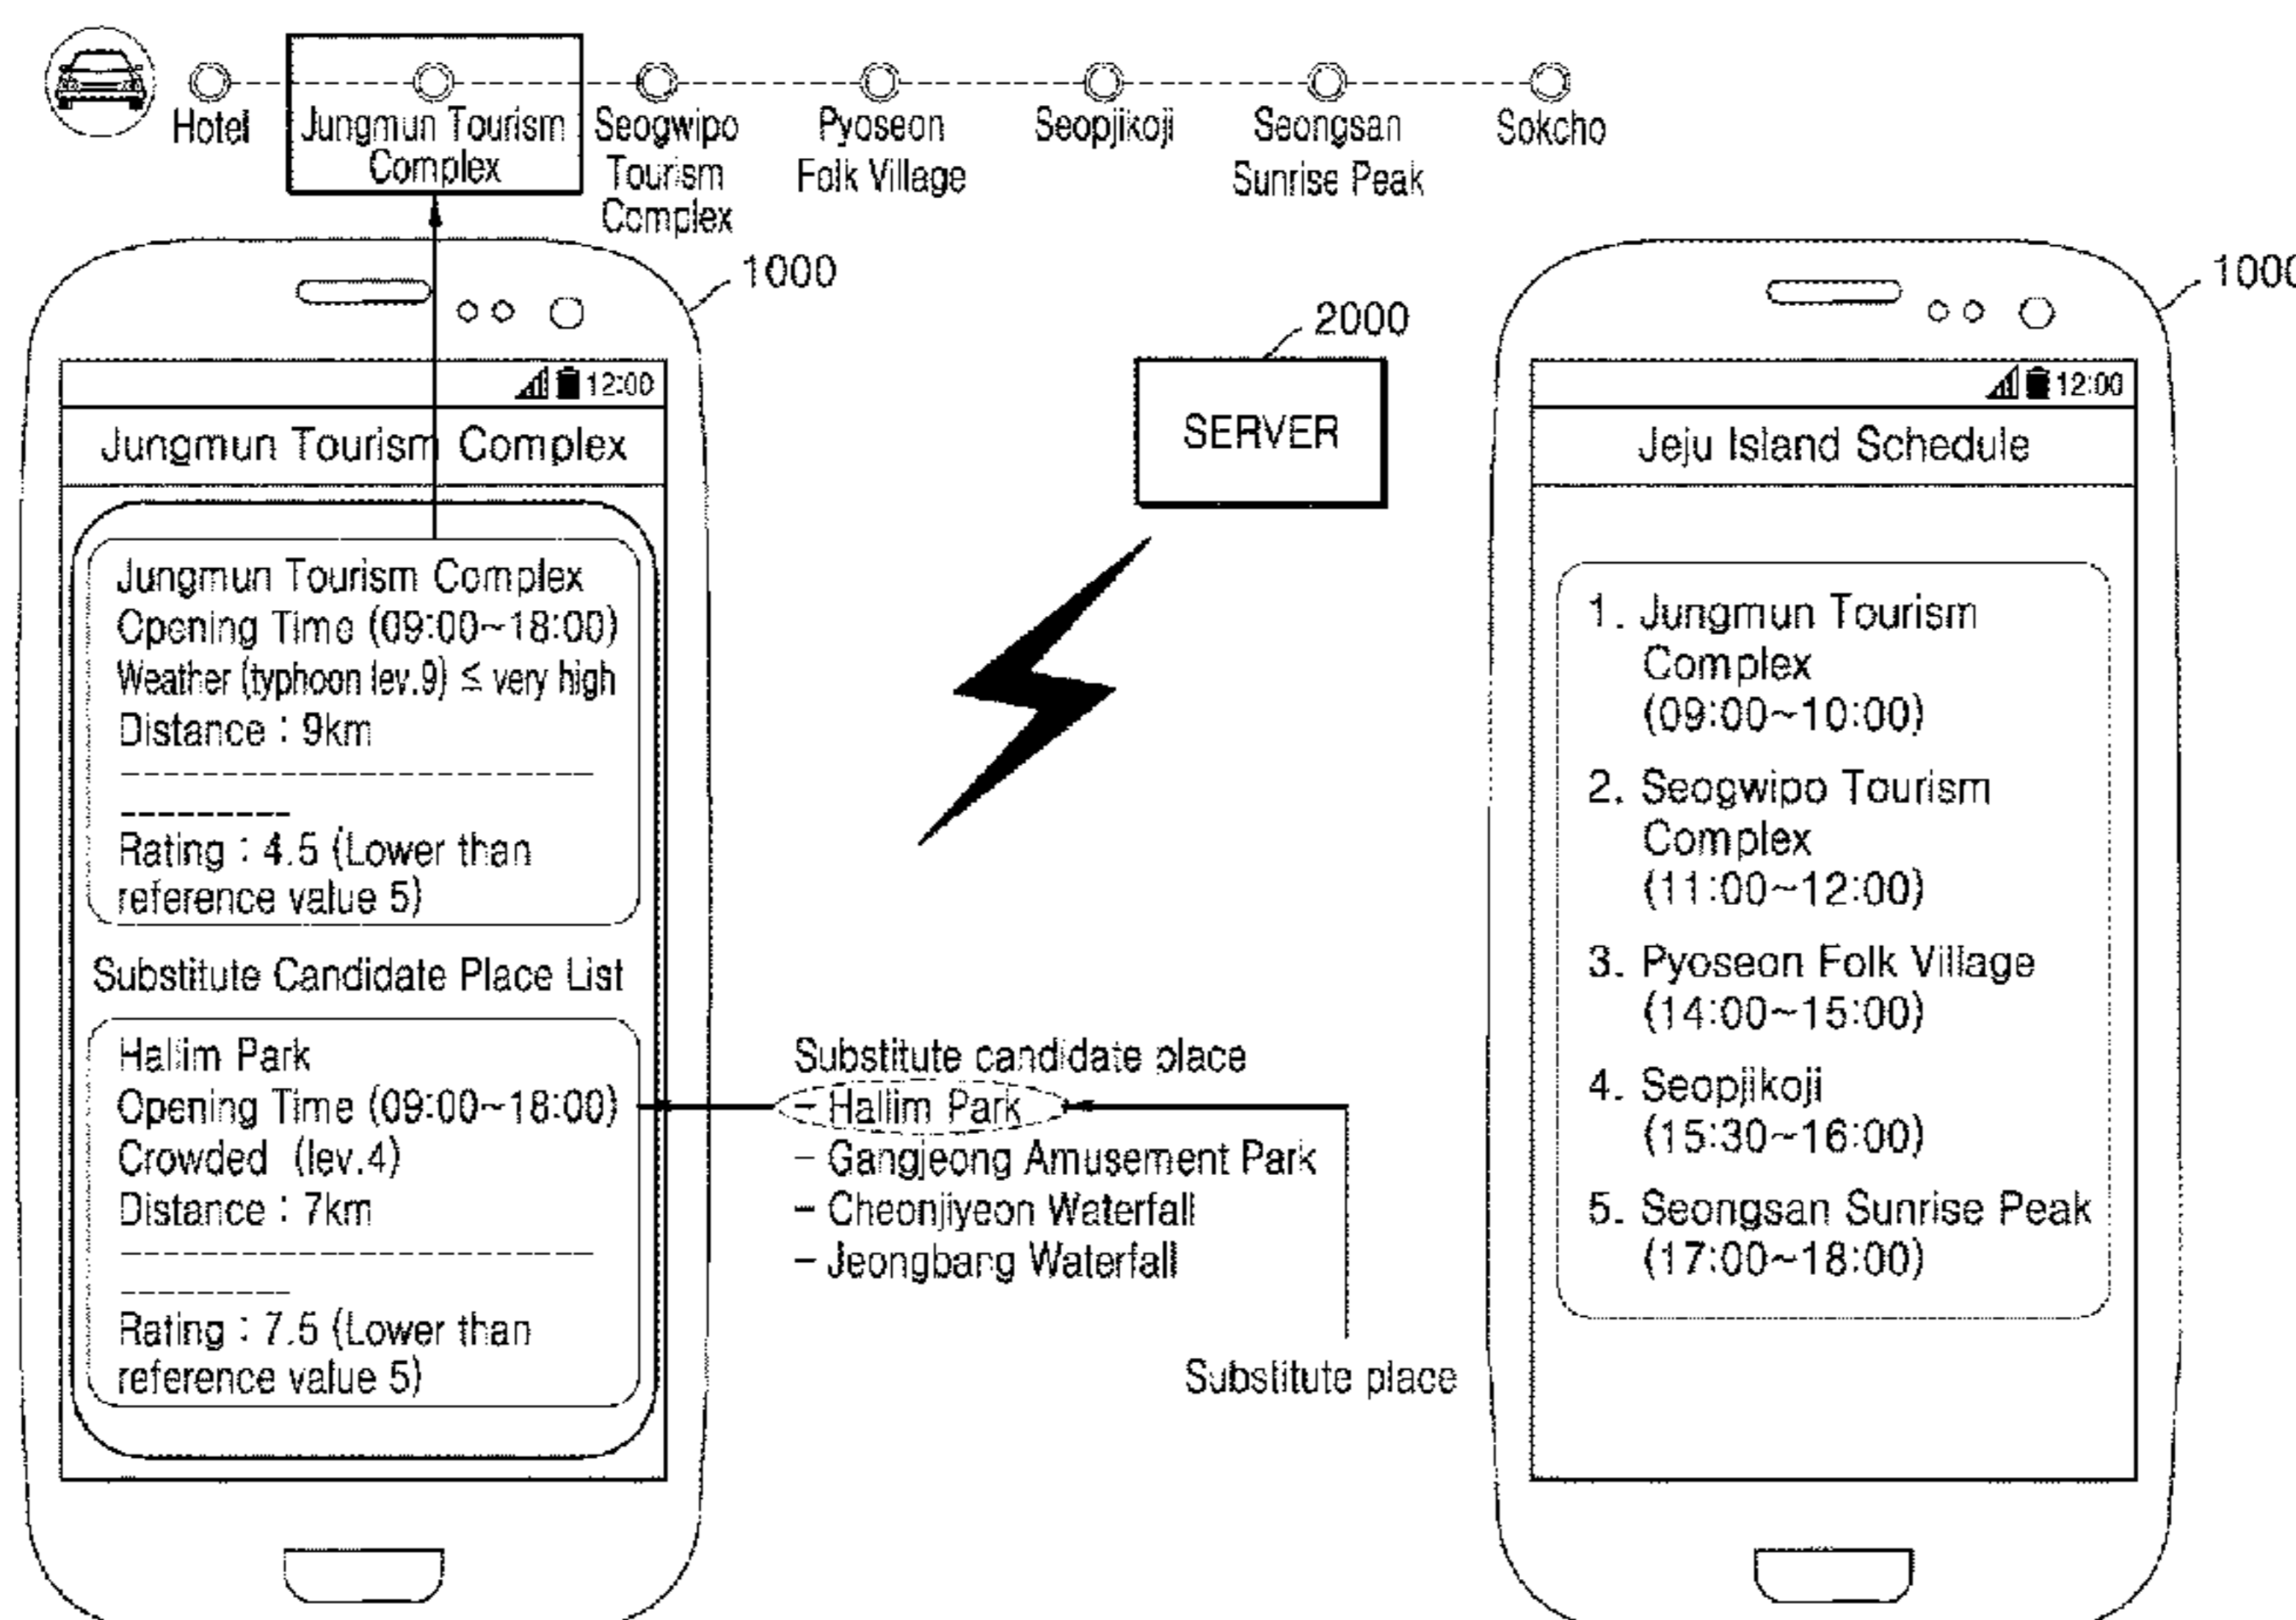 Hotel
Jungmun Tourism
Complex
Seogwipo
Tourism
Complex
Pyoseon
Folk Village
Seopjikoji
Seongsan
Sunrise Peak
Sokcho
1000
12:00
Jungmun Tourism Complex
Jungmun Tourism Complex
Opening Time (09:00~18:00)
Weather (typhoon lev.9) ≤ very high
Distance : 9km
Rating : 4.5 (Lower than
reference value 5)
Substitute Candidate Place List
Hallim Park
Opening Time (09:00~18:00)
Crowded (lev.4)
Distance : 7km
Rating : 7.5 (Lower than
reference value 5)
2000
SERVER
Substitute candidate place
– Hallim Park
– Gangjeong Amusement Park
– Cheonjiyeon Waterfall
– Jeongbang Waterfall
Substitute place
1000
12:00
Jeju Island Schedule
1. Jungmun Tourism
Complex
(09:00~10:00)
2. Seogwipo Tourism
Complex
(11:00~12:00)
3. Pyoseon Folk Village
(14:00~15:00)
4. Seopjikoji
(15:30~16:00)
5. Seongsan Sunrise Peak
(17:00~18:00)